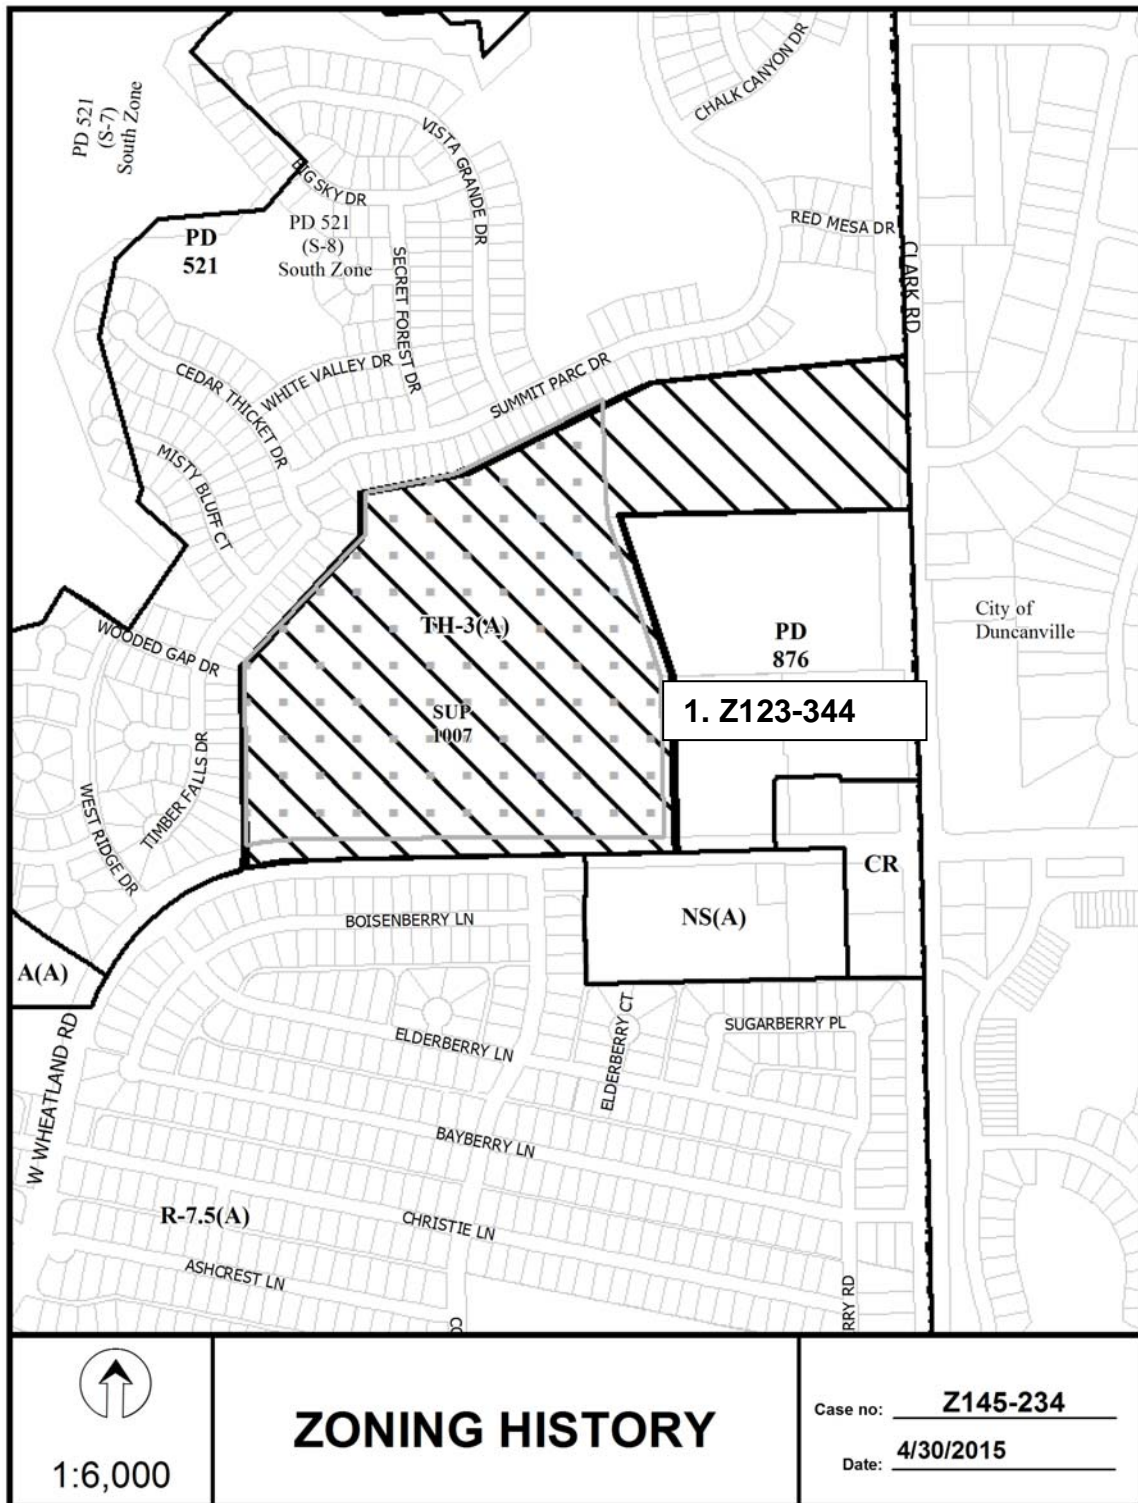 CHALK CANYON DR
PD 521
(S-7)
South Zone
VISTA GRANDE DR
BIG SKY DR
PD 521
(S-8)
South Zone
RED MESA DR
PD
521
CLARK RD
SECRET FOREST DR
WHITE VALLEY DR
CEDAR THICKET DR
SUMMIT PARC DR
MISTY BLUFF CT
TH-3(A)
City of
Duncanville
PD
876
WOODED GAP DR
SUP
1007
1. Z123-344
TIMBER FALLS DR
WEST RIDGE DR
CR
BOISENBERRY LN
NS(A)
A(A)
ELDERBERRY LN
ELDERBERRY CT
SUGARBERRY PL
W WHEATLAND RD
BAYBERRY LN
R-7.5(A)
CHRISTIE LN
ASHCREST LN
RRY RD
CO
1:6,000
ZONING HISTORY
Case no: Z145-234
Date: 4/30/2015